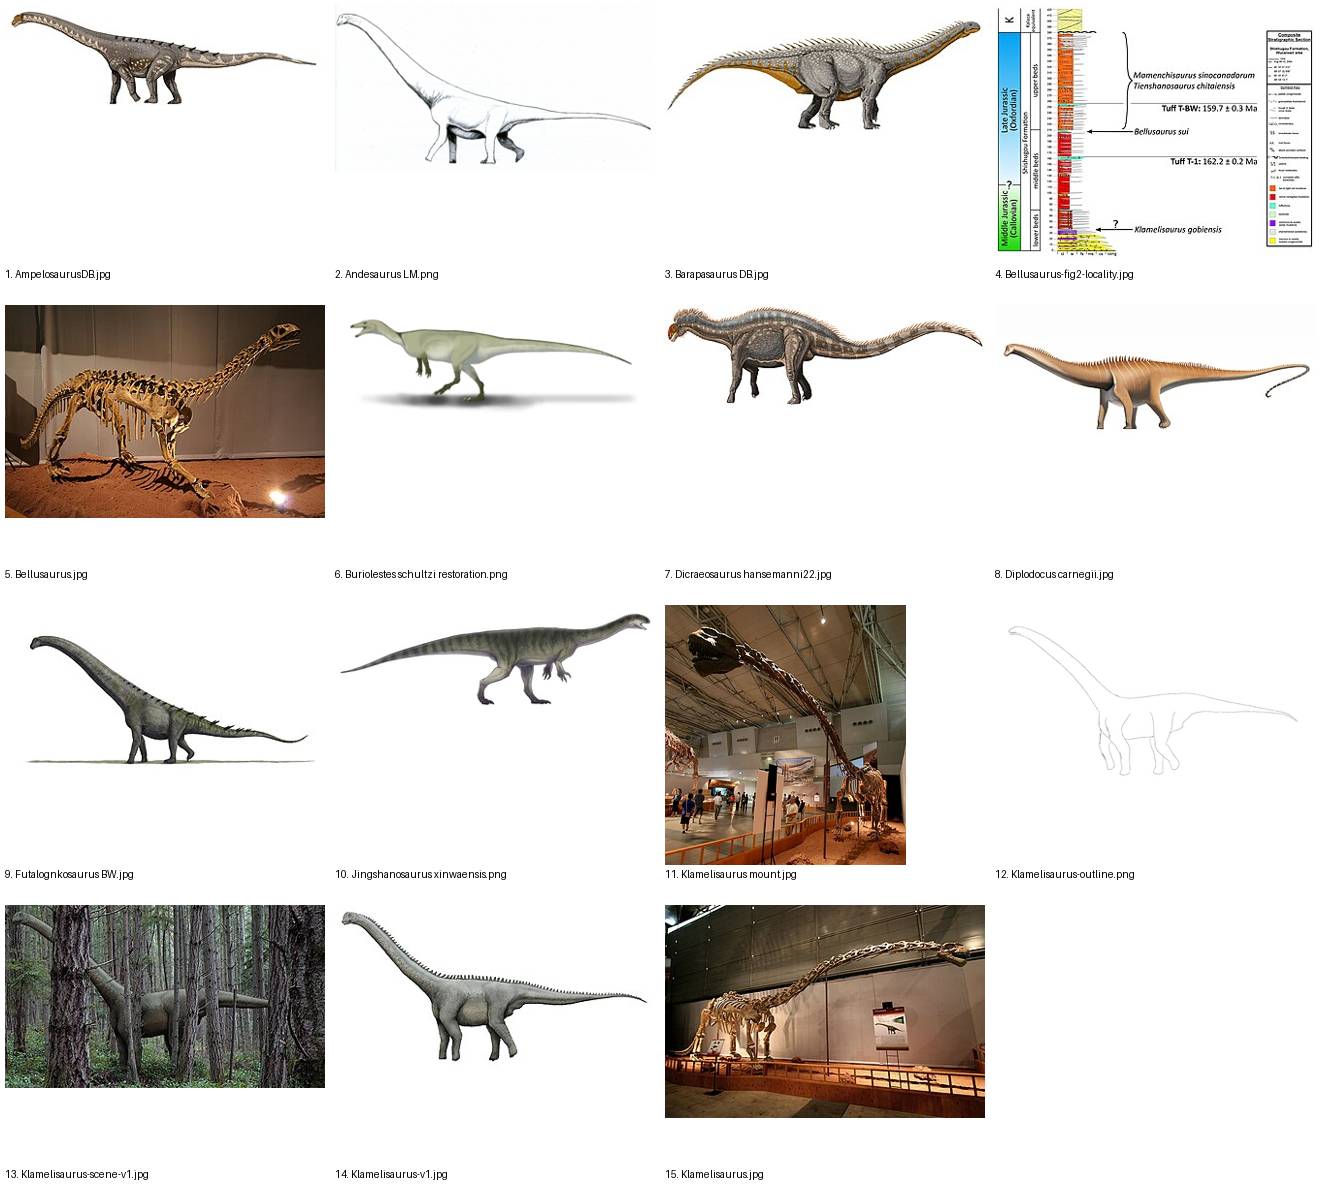 K
Late Jurassic
(Oxfordian)
Middle Jurassic
(Callovian)
?
Shishugou Formation
upper beds
middle beds
lower beds
Mamenchisaurus sinocanadorum
Tienshanosaurus chitaiensis
Tuff T-BW: 159.7 ± 0.3 Ma
Bellusaurus sui
Tuff T-1: 162.2 ± 0.2 Ma
?
Klamelisaurus gobiensis
Composite
Stratigraphic Section
1. AmpelosaurusDB.jpg
2. Andesaurus LM.png
3. Barapasaurus DB.jpg
4. Bellusaurus-fig2-locality.jpg
5. Bellusaurus.jpg
6. Buriolestes schultzi restoration.png
7. Dicraeosaurus hansemanni22.jpg
8. Diplodocus carnegii.jpg
9. Futalognkosaurus BW.jpg
10. Jingshanosaurus xinwaensis.png
11. Klamelisaurus mount.jpg
12. Klamelisaurus-outline.png
13. Klamelisaurus-scene-v1.jpg
14. Klamelisaurus-v1.jpg
15. Klamelisaurus.jpg